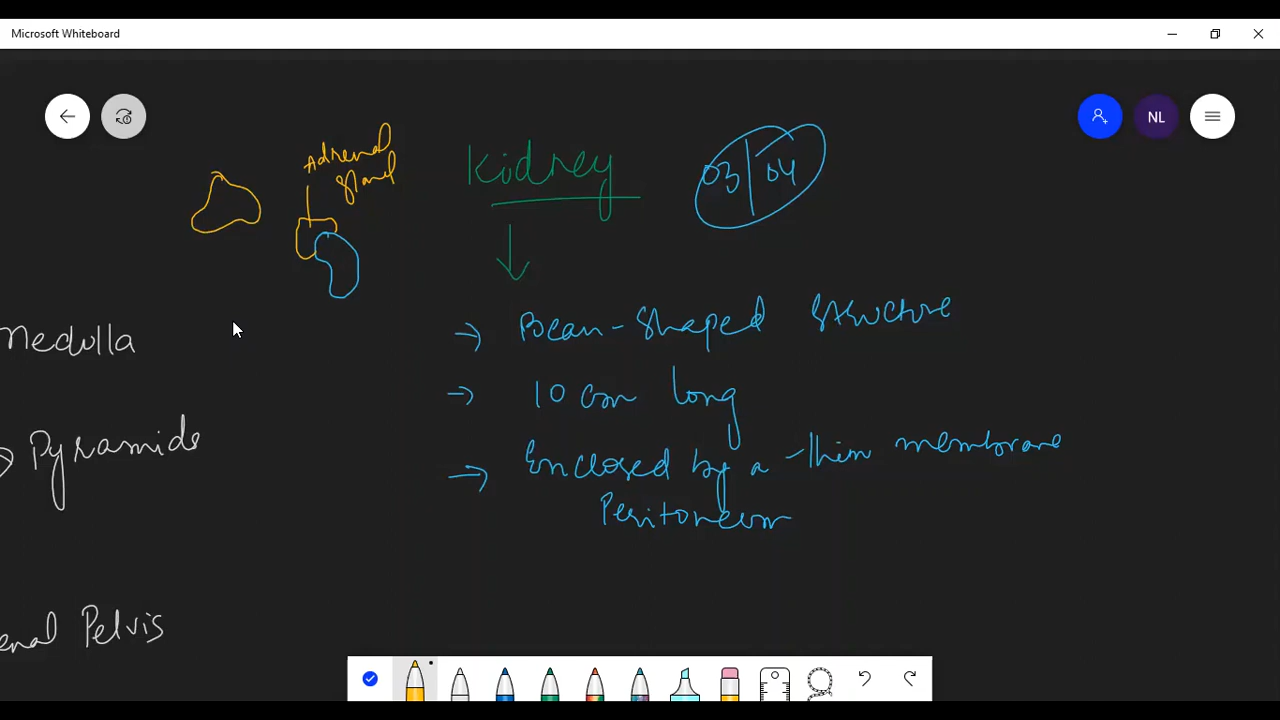 Microsoft Whiteboard
NL
Adrenal
gland
Kidney
03 | 04
→ Bean-Shaped Structure
→ 10 cm long
→ Enclosed by a thin membrane
Peritoneum
Medulla
→ Pyramids
enal Pelvis